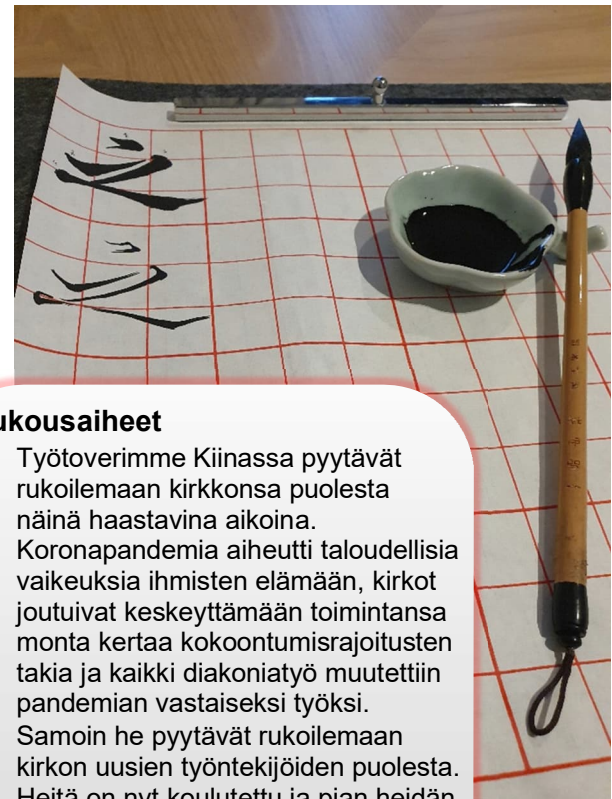 ukousaiheet
Työtoverimme Kiinassa pyytävät
rukoilemaan kirkkonsa puolesta
näinä haastavina aikoina.
Koronapandemia aiheutti taloudellisia
vaikeuksia ihmisten elämään, kirkot
joutuivat keskeyttämään toimintansa
monta kertaa kokoontumisrajoitusten
takia ja kaikki diakoniatyö muutettiin
pandemian vastaiseksi työksi.
Samoin he pyytävät rukoilemaan
kirkon uusien työntekijöiden puolesta.
Heitä on nyt koulutettu ja pian heidän